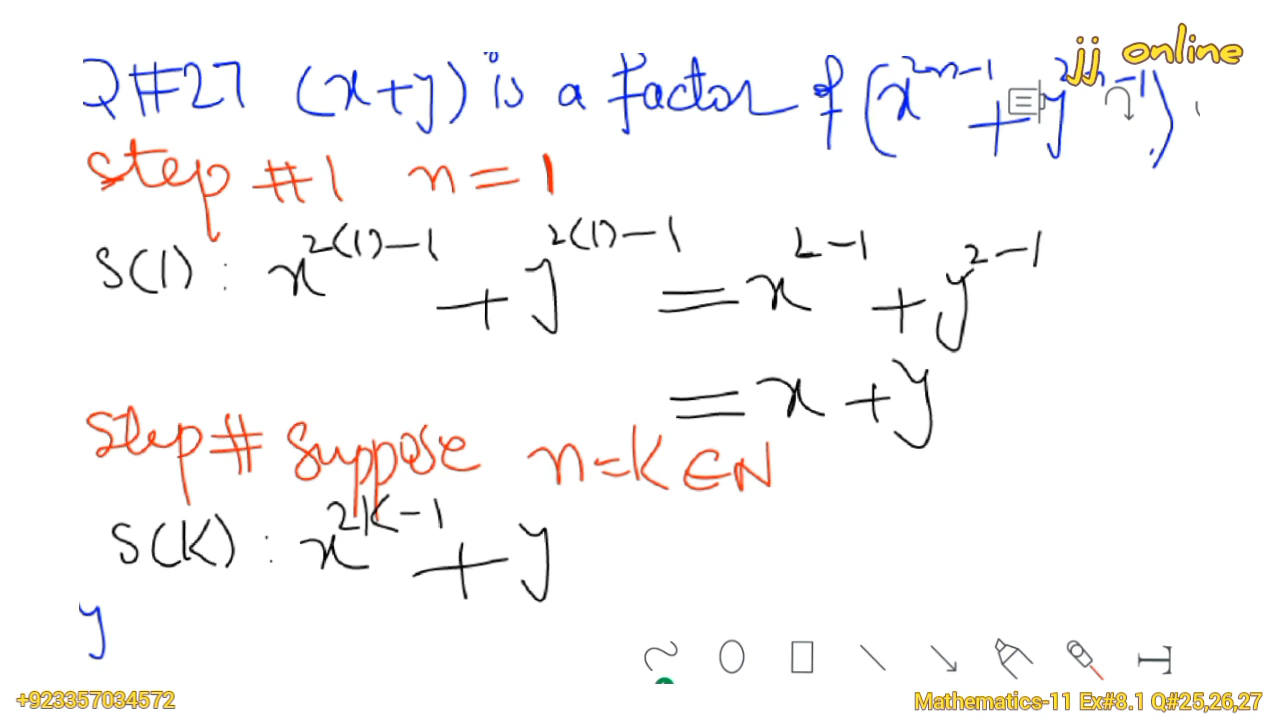 jj online
Q#27 (x+y) is a factor of (x^{2n-1} + y^{2n-1})
Step #1 n=1
S(1) : x^{2(1)-1} + y^{2(1)-1} = x^{2-1} + y^{2-1}
= x+y
Step# Suppose n=K∈N
S(K) : x^{2K-1} + y
y
+923357034572
Mathematics-11 Ex#8.1 Q#25,26,27